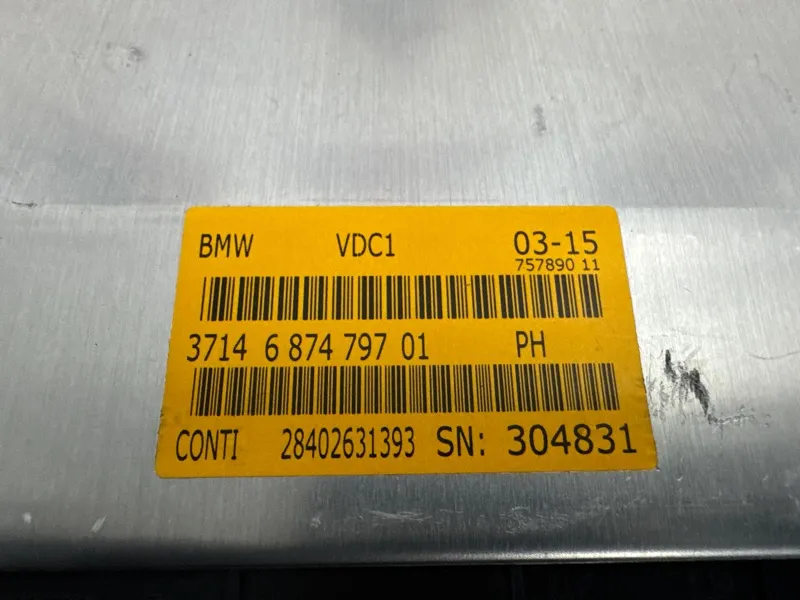 BMW VDC1 03-15
757890 11
3714 6 874 797 01 PH
CONTI 28402631393 SN: 304831